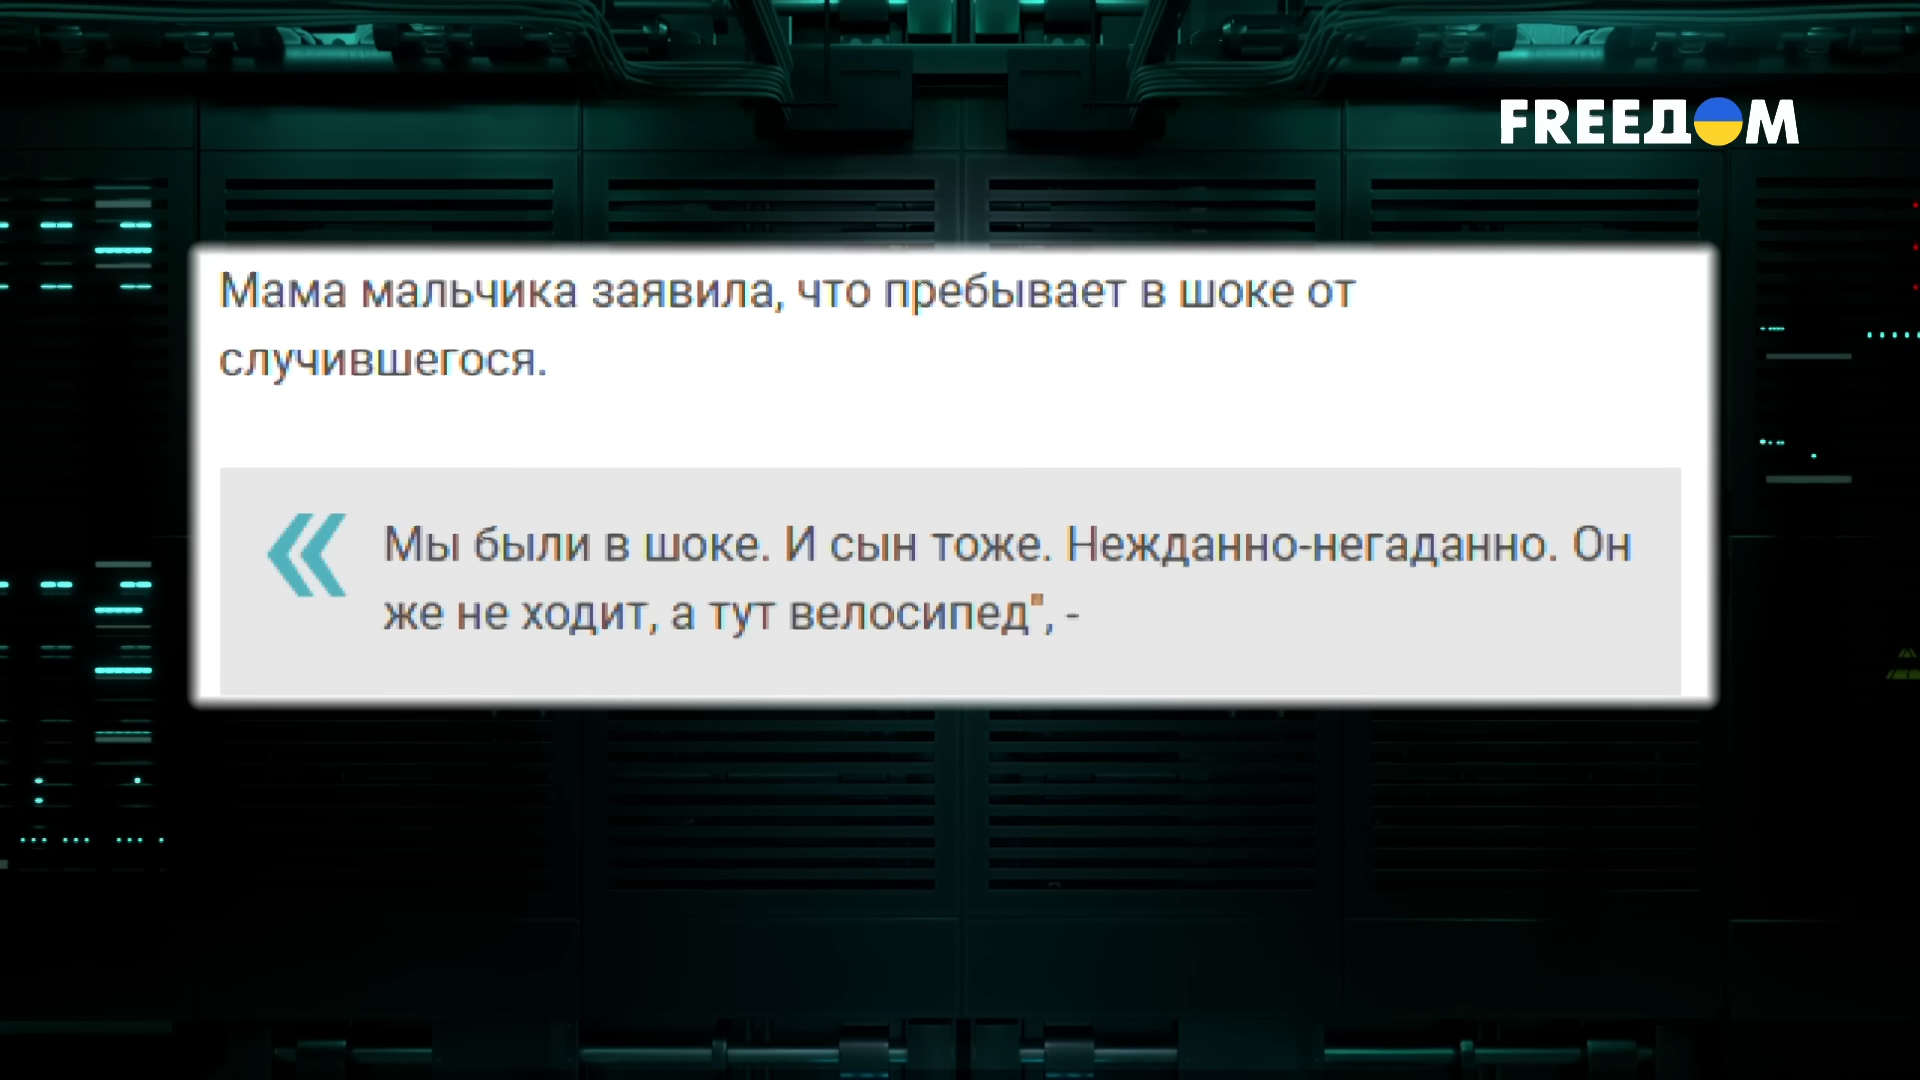 FREEДOM
Мама мальчика заявила, что пребывает в шоке от
случившегося.
« Мы были в шоке. И сын тоже. Нежданно-негаданно. Он
же не ходит, а тут велосипед", -